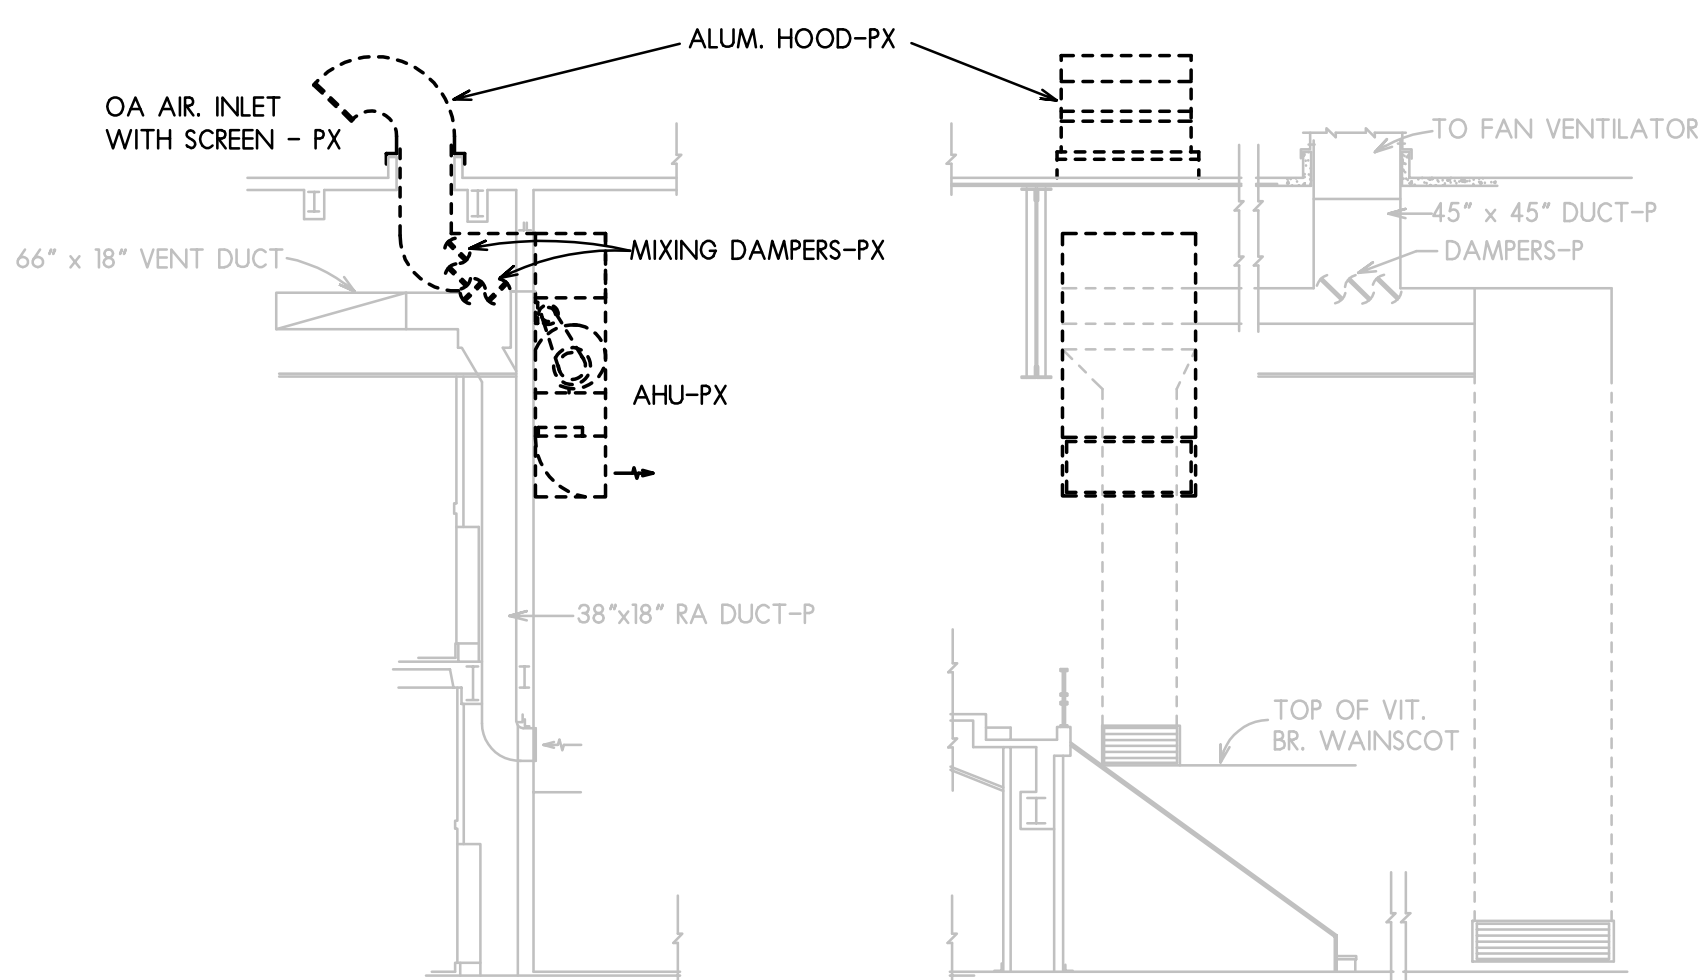 ALUM. HOOD-PX
OA AIR. INLET
WITH SCREEN - PX
TO FAN VENTILATOR
45" x 45" DUCT-P
66" x 18" VENT DUCT
MIXING DAMPERS-PX
DAMPERS-P
AHU-PX
38"x18" RA DUCT-P
TOP OF VIT.
BR. WAINSCOT